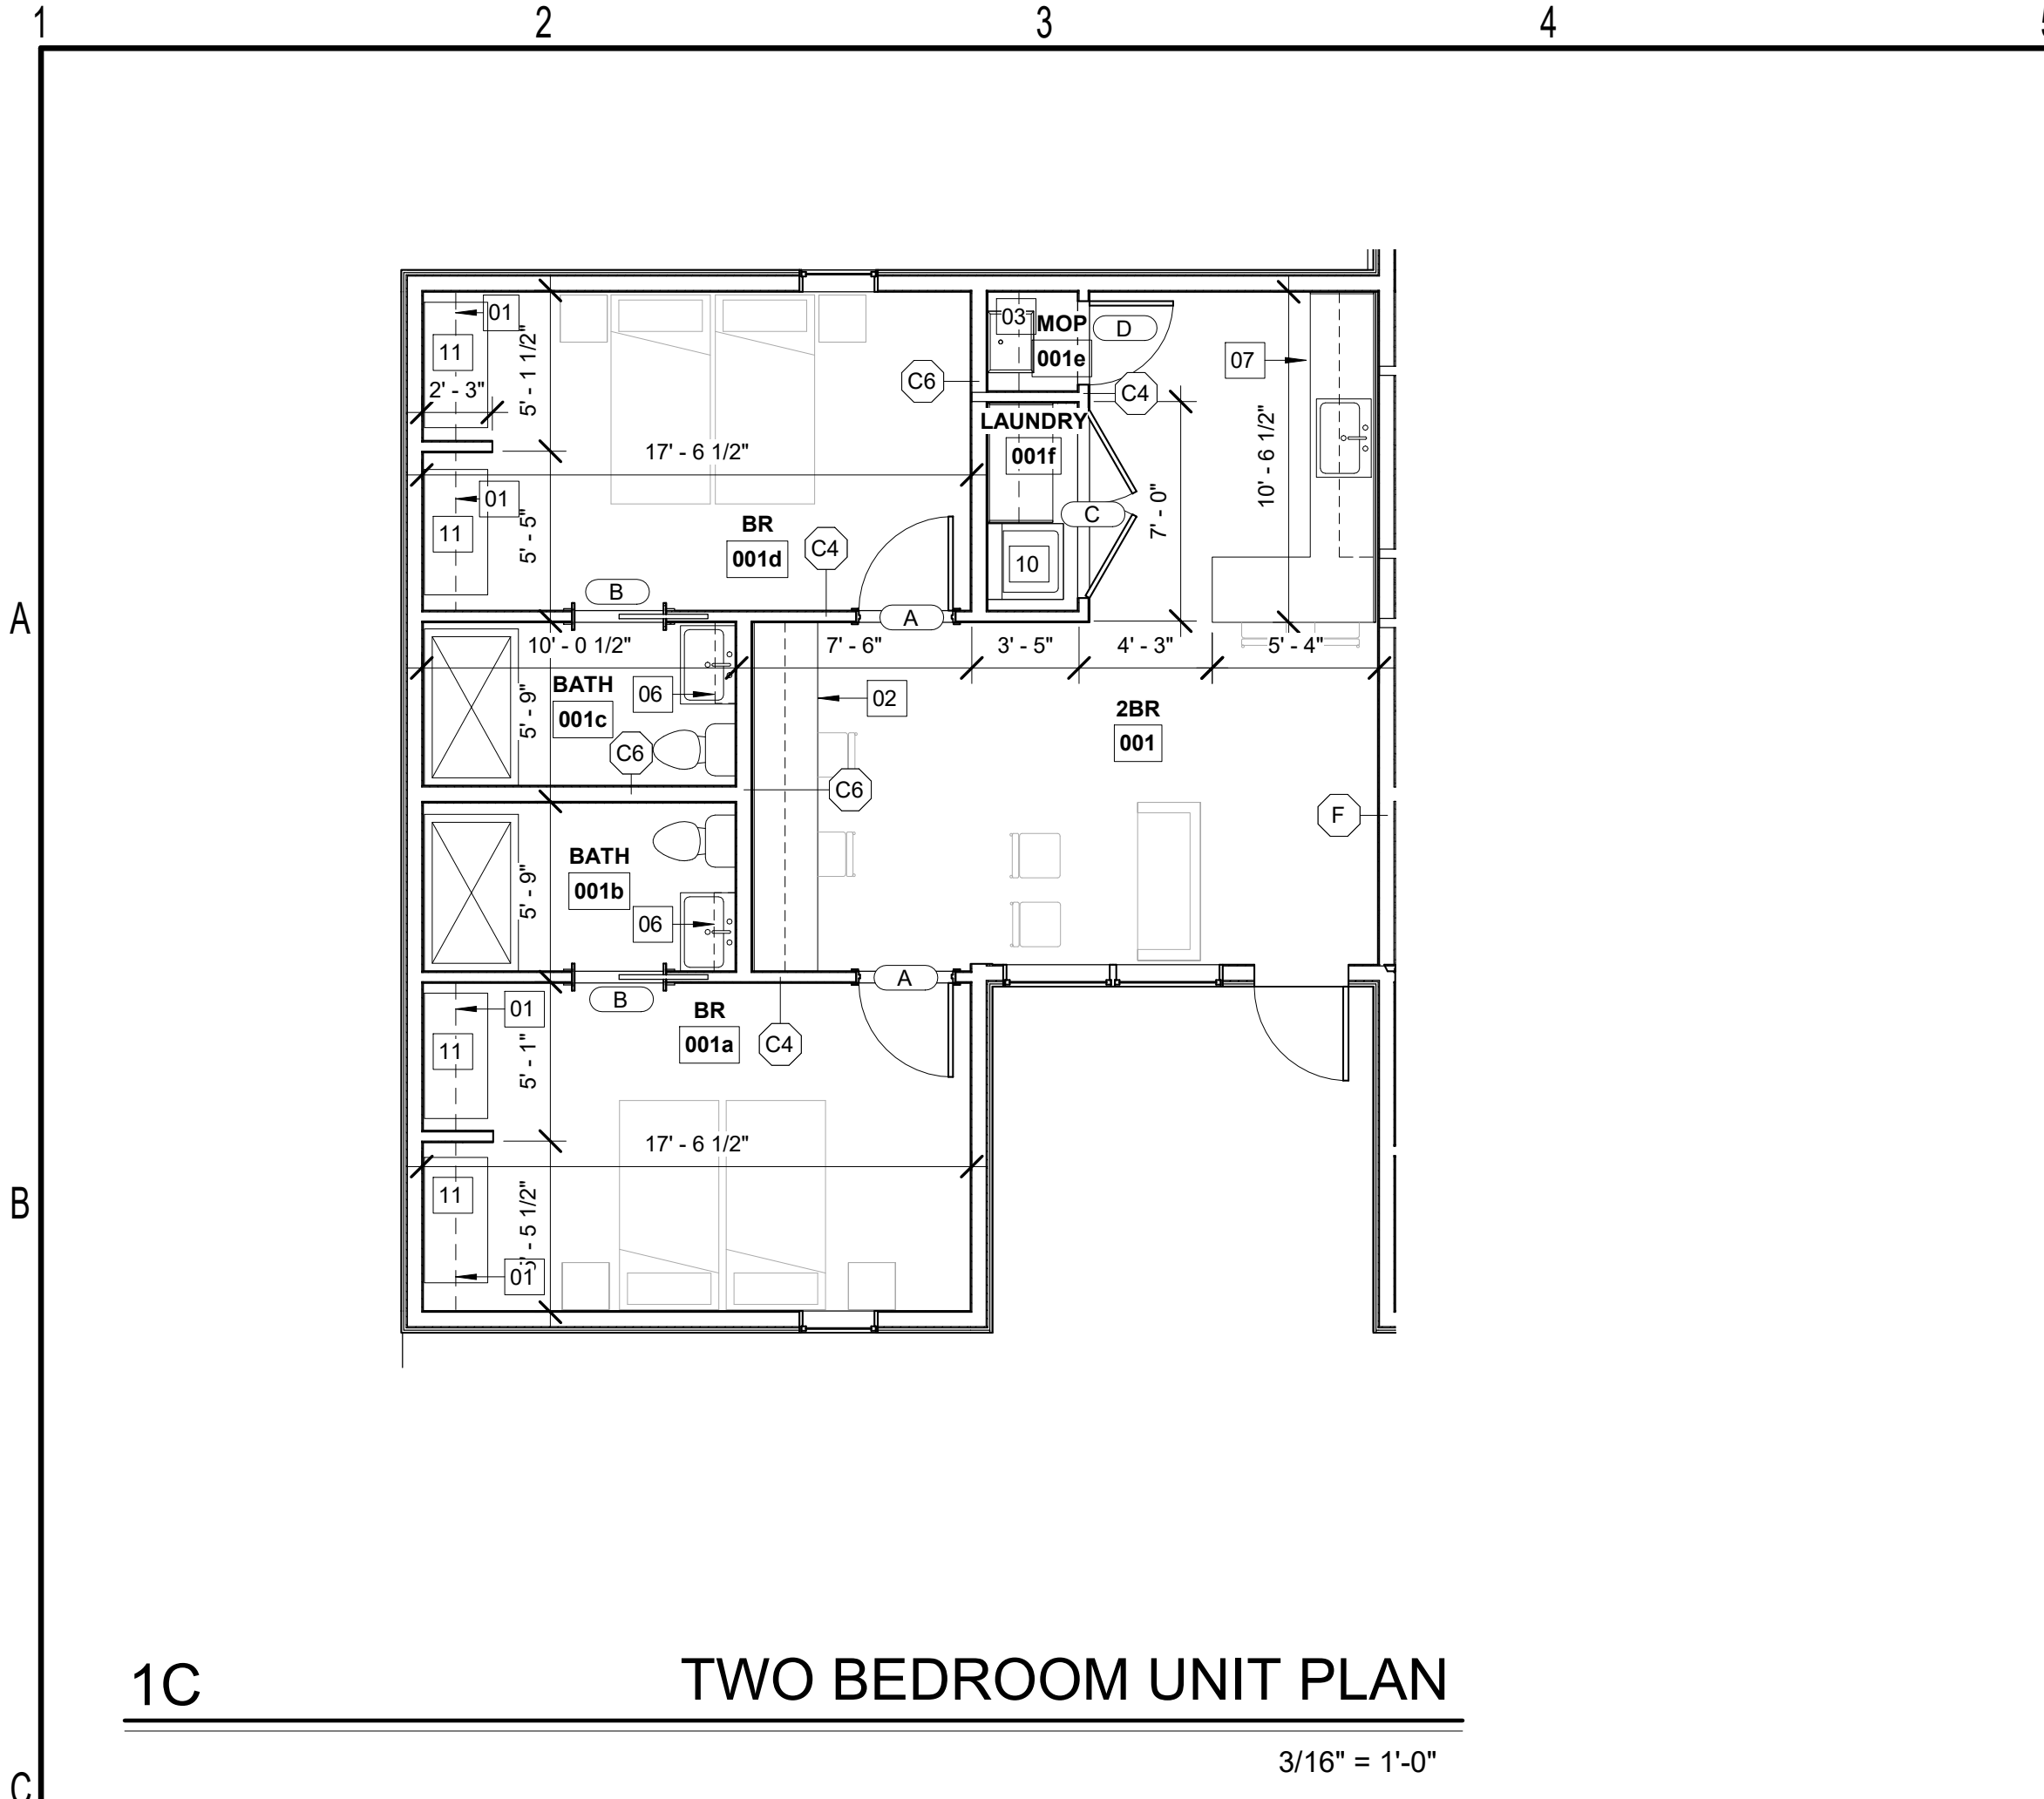 1 2 3 4
A
B
C
01
11
2' - 3"
5' - 1 1/2"
17' - 6 1/2"
01
11
5' - 5"
BR
001d
C4
C6
B
A
03
MOP
001e
D
C4
LAUNDRY
001f
C
10
7' - 0"
07
10' - 6 1/2"
10' - 0 1/2"
7' - 6"
3' - 5"
4' - 3"
5' - 4"
BATH
001c
06
5' - 9"
C6
02
C6
2BR
001
F
BATH
001b
06
5' - 9"
B
A
01
11
5' - 1"
BR
001a
C4
17' - 6 1/2"
11
- 5 1/2"
01
1C
TWO BEDROOM UNIT PLAN
3/16" = 1'-0"